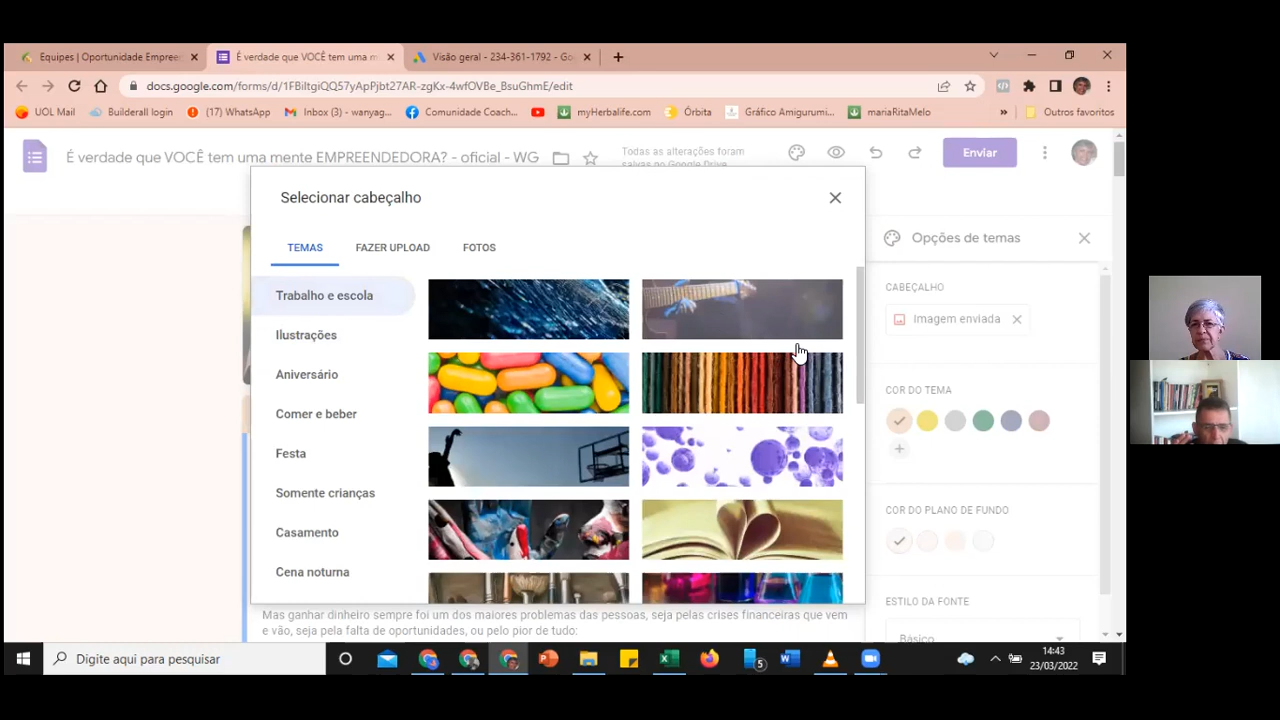 Equipes | Oportunidade Empreen
É verdade que VOCÊ tem uma m
Visão geral - 234-361-1792 - Go
docs.google.com/forms/d/1FBiltgiQQ57yApPjbt27AR-zgKx-4wfOVBe_BsuGhmE/edit
UOL Mail
Builderall login
(17) WhatsApp
Inbox (3) - wanyag...
Comunidade Coach...
myHerbalife.com
Órbita
Gráfico Amigurumi...
mariaRitaMelo
»
Outros favoritos
É verdade que VOCÊ tem uma mente EMPREENDEDORA? - oficial - WG
Todas as alterações foram
salvas no Google Drive
Enviar
Selecionar cabeçalho
TEMAS
FAZER UPLOAD
FOTOS
Trabalho e escola
Ilustrações
Aniversário
Comer e beber
Festa
Somente crianças
Casamento
Cena noturna
Opções de temas
CABEÇALHO
Imagem enviada
COR DO TEMA
COR DO PLANO DE FUNDO
ESTILO DA FONTE
Básico
Mas ganhar dinheiro sempre foi um dos maiores problemas das pessoas, seja pelas crises financeiras que vem
e vão, seja pela falta de oportunidades, ou pelo pior de tudo:
Digite aqui para pesquisar
5
14:43
23/03/2022